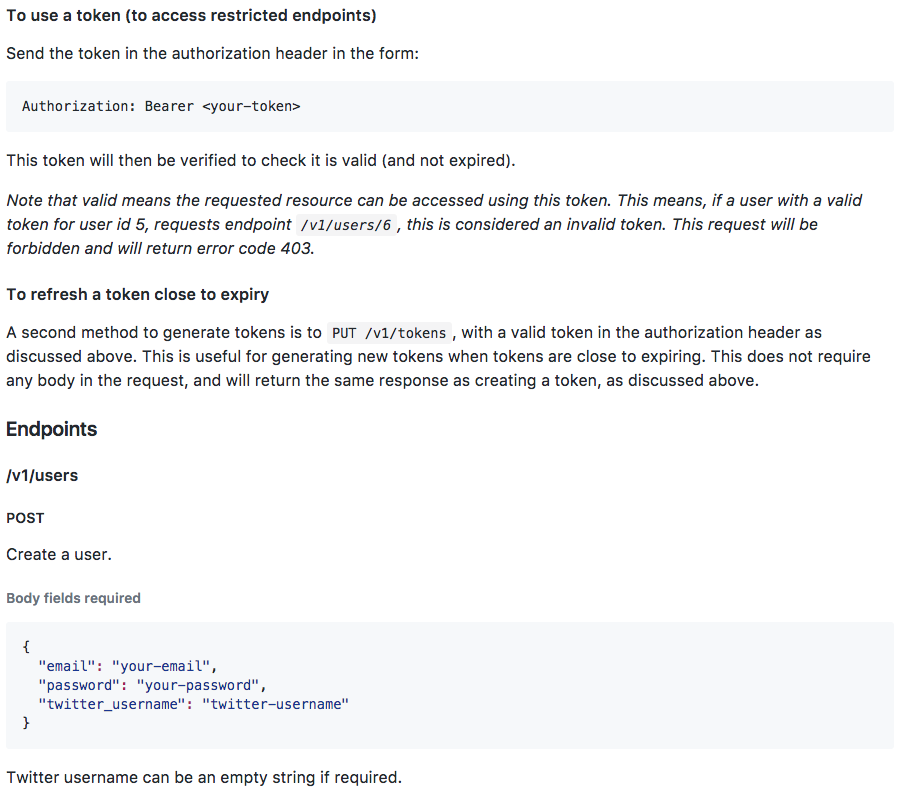 To use a token (to access restricted endpoints)
Send the token in the authorization header in the form:
Authorization: Bearer <your-token>
This token will then be verified to check it is valid (and not expired).
Note that valid means the requested resource can be accessed using this token. This means, if a user with a valid
token for user id 5, requests endpoint /v1/users/6 , this is considered an invalid token. This request will be
forbidden and will return error code 403.
To refresh a token close to expiry
A second method to generate tokens is to PUT /v1/tokens , with a valid token in the authorization header as
discussed above. This is useful for generating new tokens when tokens are close to expiring. This does not require
any body in the request, and will return the same response as creating a token, as discussed above.
Endpoints
/v1/users
POST
Create a user.
Body fields required
{
  "email": "your-email",
  "password": "your-password",
  "twitter_username": "twitter-username"
}
Twitter username can be an empty string if required.